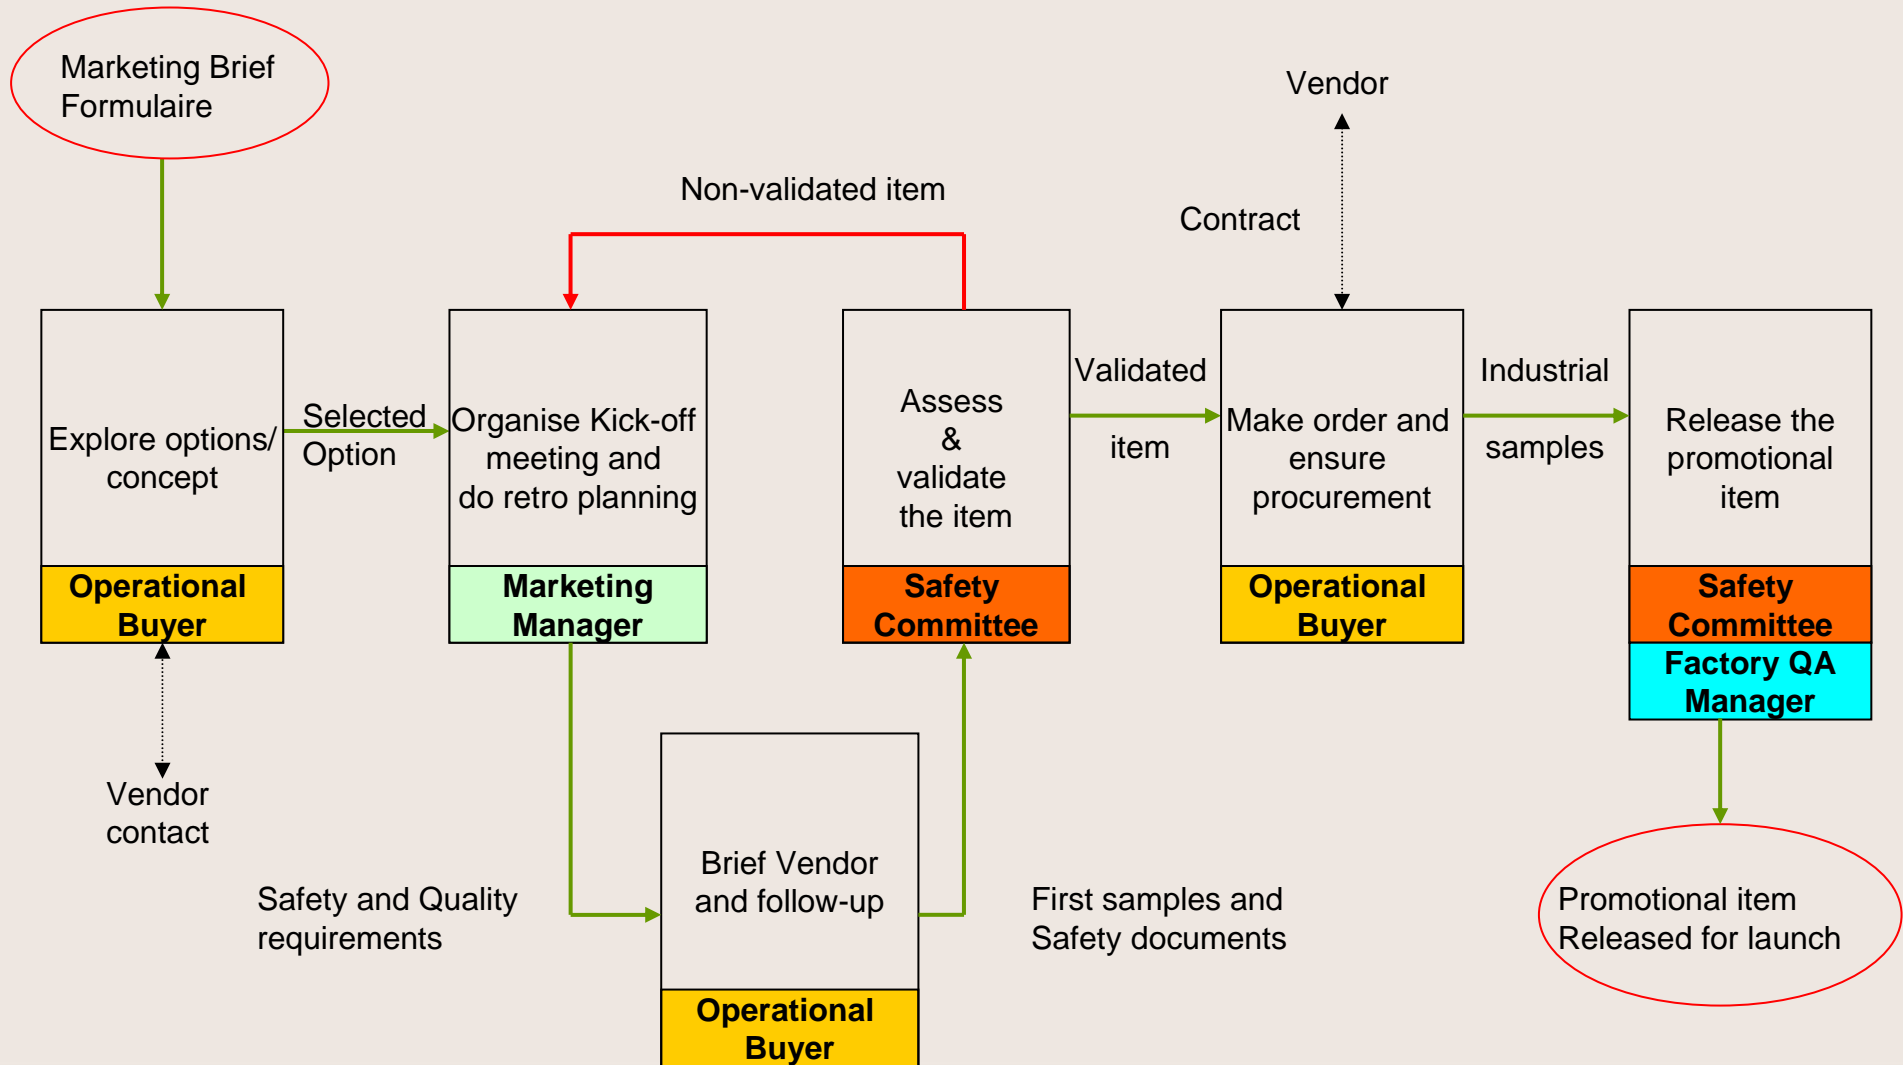 Marketing Brief
Formulaire
Vendor
Non-validated item
Contract
Explore options/
concept
Operational
Buyer
Selected
Option
Organise Kick-off
meeting and
do retro planning
Marketing
Manager
Assess
&
validate
the item
Safety
Committee
Validated
item
Make order and
ensure
procurement
Operational
Buyer
Industrial
samples
Release the
promotional
item
Safety
Committee
Factory QA
Manager
Vendor
contact
Safety and Quality
requirements
Brief Vendor
and follow-up
Operational
Buyer
First samples and
Safety documents
Promotional item
Released for launch